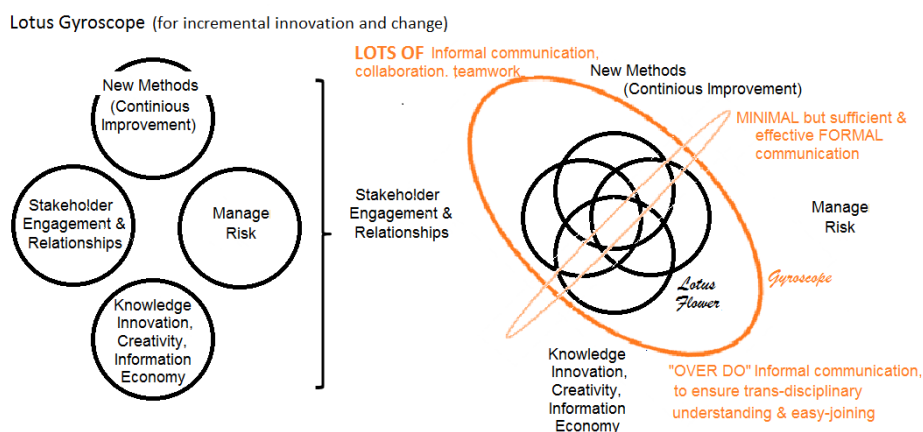 Lotus Gyroscope (for incremental innovation and change)
New Methods
(Continious
Improvement)
Stakeholder
Engagement &
Relationships
Manage
Risk
Knowledge
Innovation,
Creativity,
Information
Economy
LOTS OF Informal communication,
collaboration. teamwork
New Methods
(Continuous Improvement)
MINIMAL but sufficient &
effective FORMAL
communication
Stakeholder
Engagement &
Relationships
Manage
Risk
Lotus
Flower
Gyroscope
Knowledge
Innovation,
Creativity,
Information
Economy
"OVER DO" Informal communication,
to ensure trans-disciplinary
understanding & easy-joining